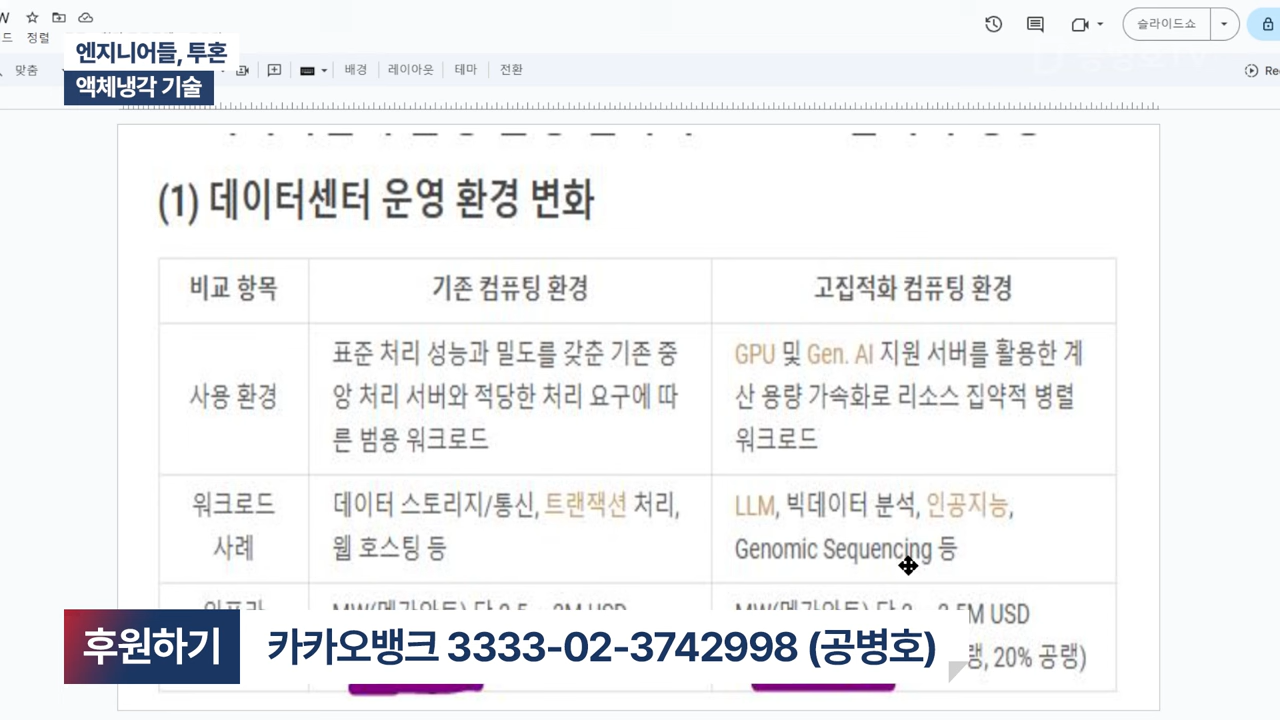 슬라이드쇼
정렬
엔지니어들, 투혼
액체냉각 기술
맞춤
배경
레이아웃
테마
전환
공병호TV
(1) 데이터센터 운영 환경 변화
비교 항목
기존 컴퓨팅 환경
고집적화 컴퓨팅 환경
사용 환경
표준 처리 성능과 밀도를 갖춘 기존 중
앙 처리 서버와 적당한 처리 요구에 따
른 범용 워크로드
GPU 및 Gen. AI 지원 서버를 활용한 계
산 용량 가속화로 리소스 집약적 병렬
워크로드
워크로드
사례
데이터 스토리지/통신, 트랜잭션 처리,
웹 호스팅 등
LLM, 빅데이터 분석, 인공지능,
Genomic Sequencing 등
M USD
20% 공랭)
후원하기
카카오뱅크 3333-02-3742998 (공병호)